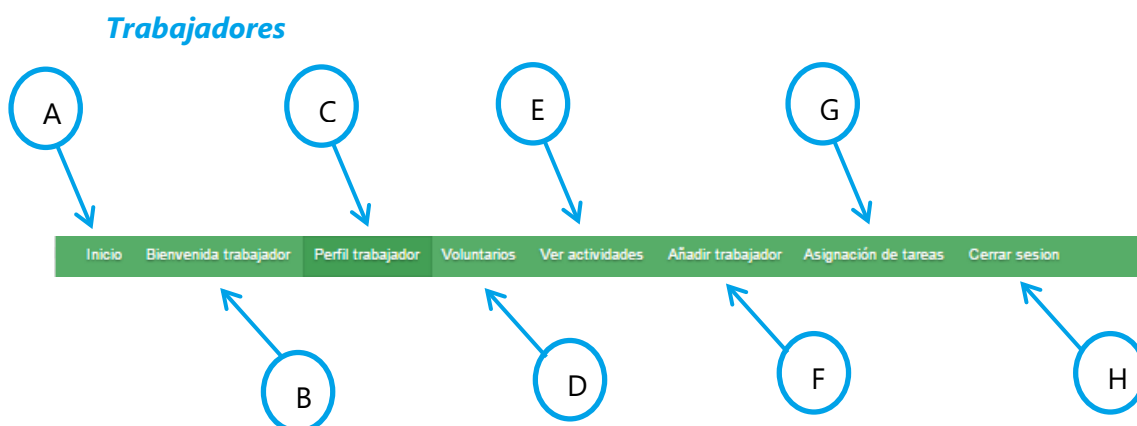 Trabajadores
A C E G
Inicio Bienvenida trabajador Perfil trabajador Voluntarios Ver actividades Añadir trabajador Asignación de tareas Cerrar sesion
B D F H